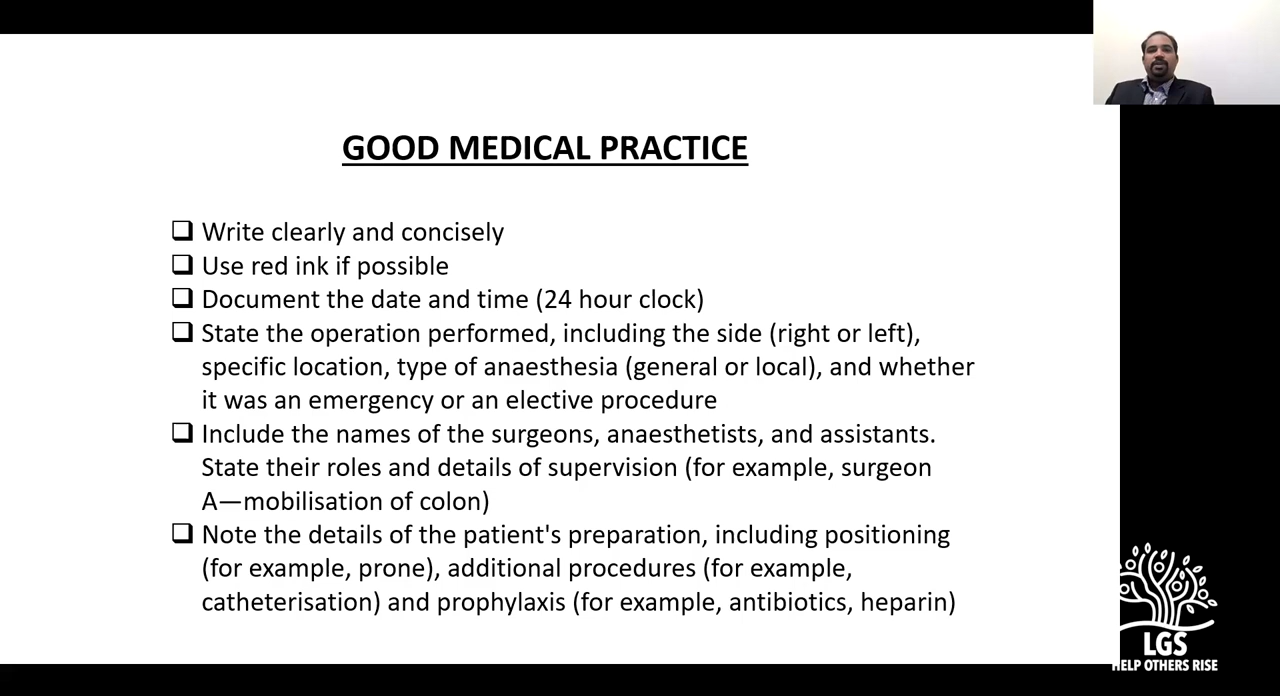 GOOD MEDICAL PRACTICE
❑ Write clearly and concisely
❑ Use red ink if possible
❑ Document the date and time (24 hour clock)
❑ State the operation performed, including the side (right or left),
specific location, type of anaesthesia (general or local), and whether
it was an emergency or an elective procedure
❑ Include the names of the surgeons, anaesthetists, and assistants.
State their roles and details of supervision (for example, surgeon
A—mobilisation of colon)
❑ Note the details of the patient's preparation, including positioning
(for example, prone), additional procedures (for example,
catheterisation) and prophylaxis (for example, antibiotics, heparin)
LGS
HELP OTHERS RISE